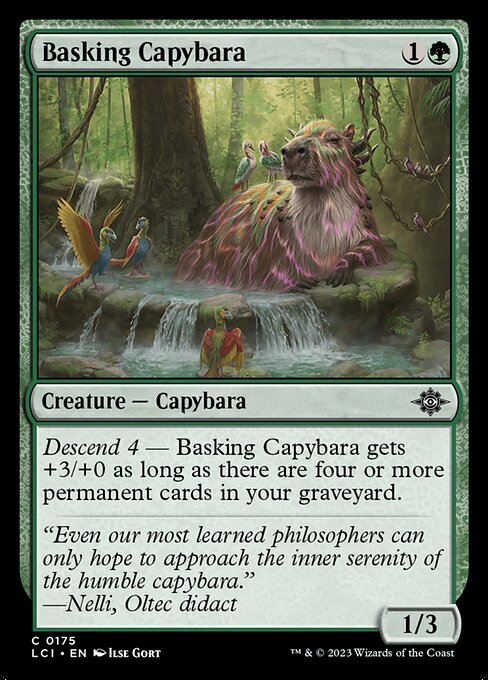 Basking Capybara 1
Creature — Capybara
Descend 4 — Basking Capybara gets
+3/+0 as long as there are four or more
permanent cards in your graveyard.
“Even our most learned philosophers can
only hope to approach the inner serenity of
the humble capybara.”
—Nelli, Oltec didact
1/3
C 0175
LCI • EN Ilse Gort
™ & © 2023 Wizards of the Coast